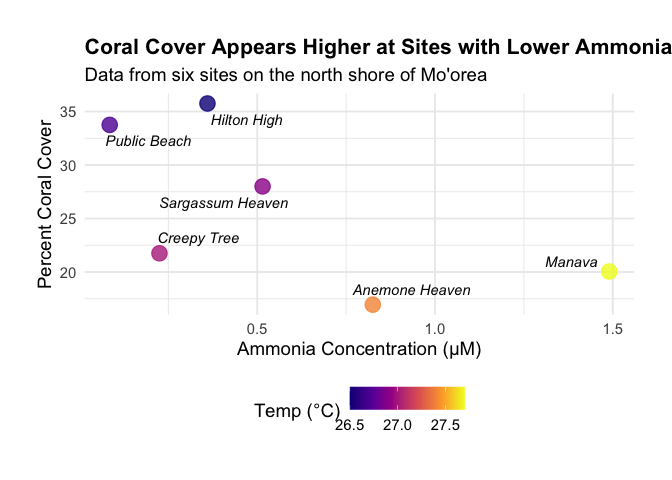 Coral Cover Appears Higher at Sites with Lower Ammonia
Data from six sites on the north shore of Mo'orea
Percent Coral Cover
35
30
25
20
Hilton High
Public Beach
Sargassum Heaven
Creepy Tree
Manava
Anemone Heaven
0.5
1.0
1.5
Ammonia Concentration (µM)
Temp (°C)
26.5
27.0
27.5